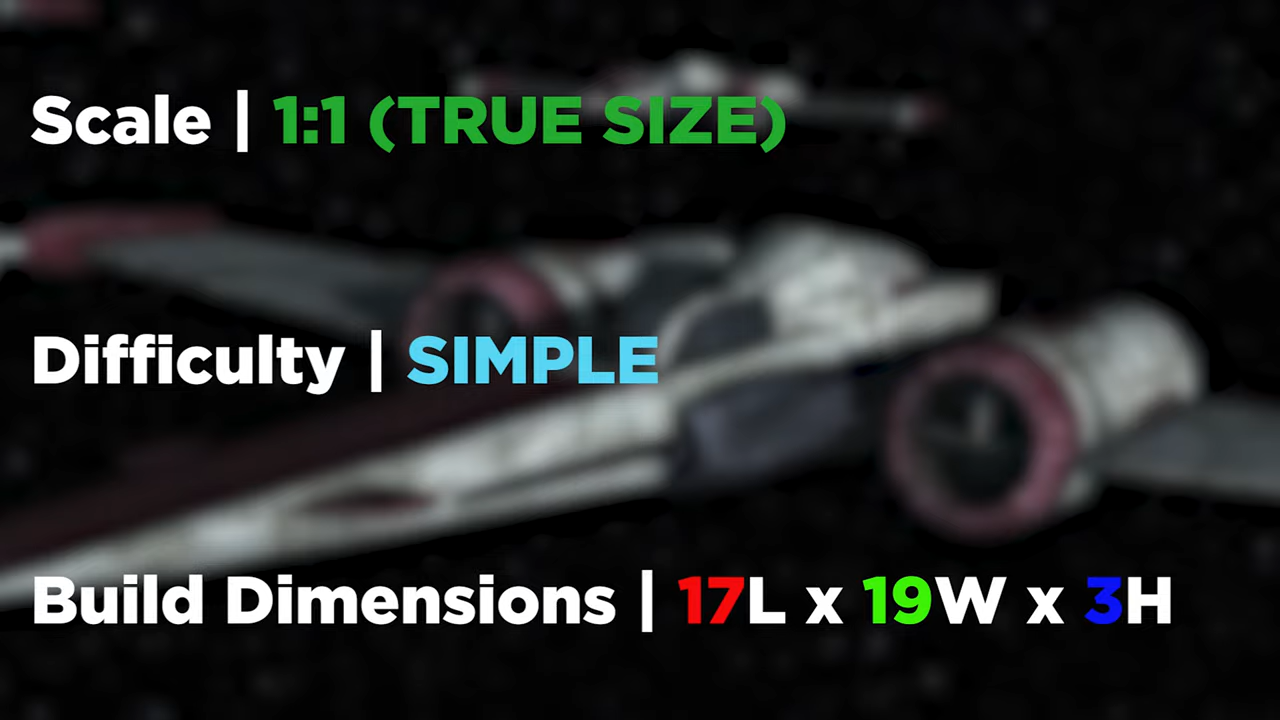 Scale | 1:1 (TRUE SIZE)
Difficulty | SIMPLE
Build Dimensions | 17L x 19W x 3H